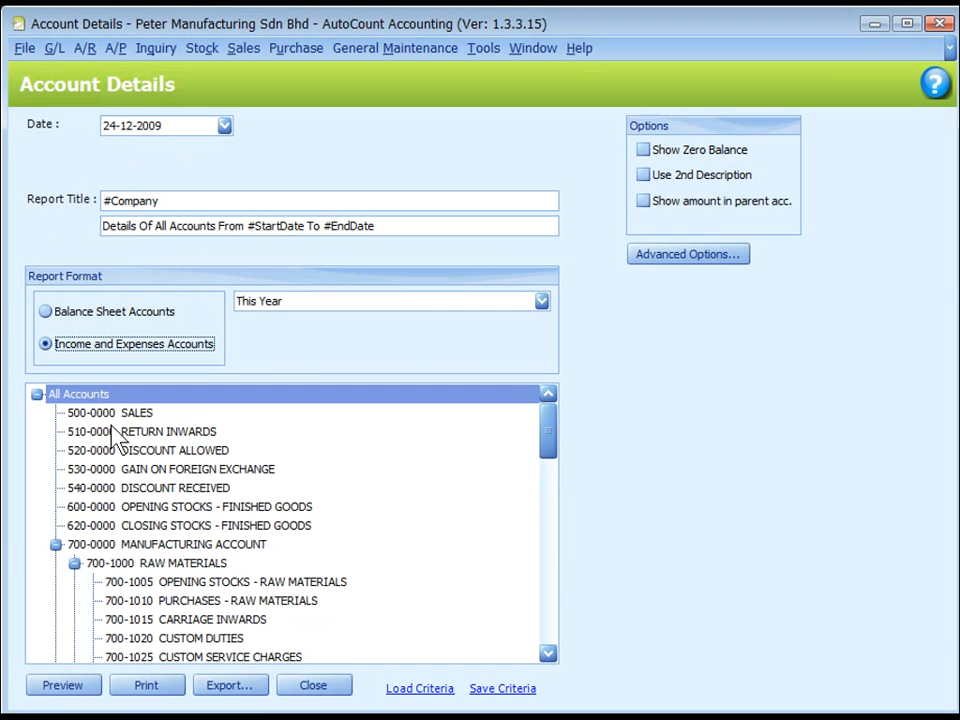 Account Details - Peter Manufacturing Sdn Bhd - AutoCount Accounting (Ver: 1.3.3.15)
File G/L A/R A/P Inquiry Stock Sales Purchase General Maintenance Tools Window Help
Account Details
?
Date : 24-12-2009
Options
Show Zero Balance
Use 2nd Description
Show amount in parent acc.
Report Title : #Company
Details Of All Accounts From #StartDate To #EndDate
Advanced Options...
Report Format
Balance Sheet Accounts
This Year
Income and Expenses Accounts
All Accounts
500-0000 SALES
510-0000 RETURN INWARDS
520-0000 DISCOUNT ALLOWED
530-0000 GAIN ON FOREIGN EXCHANGE
540-0000 DISCOUNT RECEIVED
600-0000 OPENING STOCKS - FINISHED GOODS
620-0000 CLOSING STOCKS - FINISHED GOODS
700-0000 MANUFACTURING ACCOUNT
700-1000 RAW MATERIALS
700-1005 OPENING STOCKS - RAW MATERIALS
700-1010 PURCHASES - RAW MATERIALS
700-1015 CARRIAGE INWARDS
700-1020 CUSTOM DUTIES
700-1025 CUSTOM SERVICE CHARGES
Preview Print Export... Close Load Criteria Save Criteria